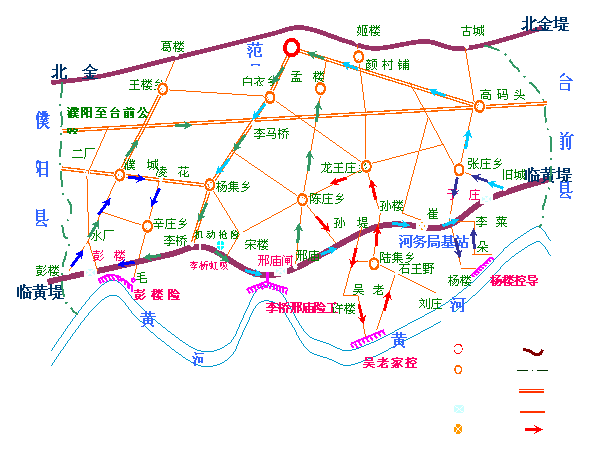 北金堤
姬楼
古城
葛楼
范
颜村铺
北 金
王楼乡
白衣乡
孟 楼
台
高码头
濮阳至台前公
濮
李马桥
前
二厂
濮城
龙王庄
张庄乡
旧城
临黄堤
阳
凌花
杨集乡
陈庄乡
庄
县
孙楼
县
辛庄乡
孙 堤
崔
李菜
水厂
李桥
机动抢险
宋楼
河务局基站
朵
彭楼
邢庙闸
邢庙
陆集乡
彭楼
李桥虹吸
石王野
毛
杨楼
杨楼控导
临黄堤
彭楼险
吴老
刘庄
河
李桥邢庙险工
许楼
黄
黄
河
吴老家控